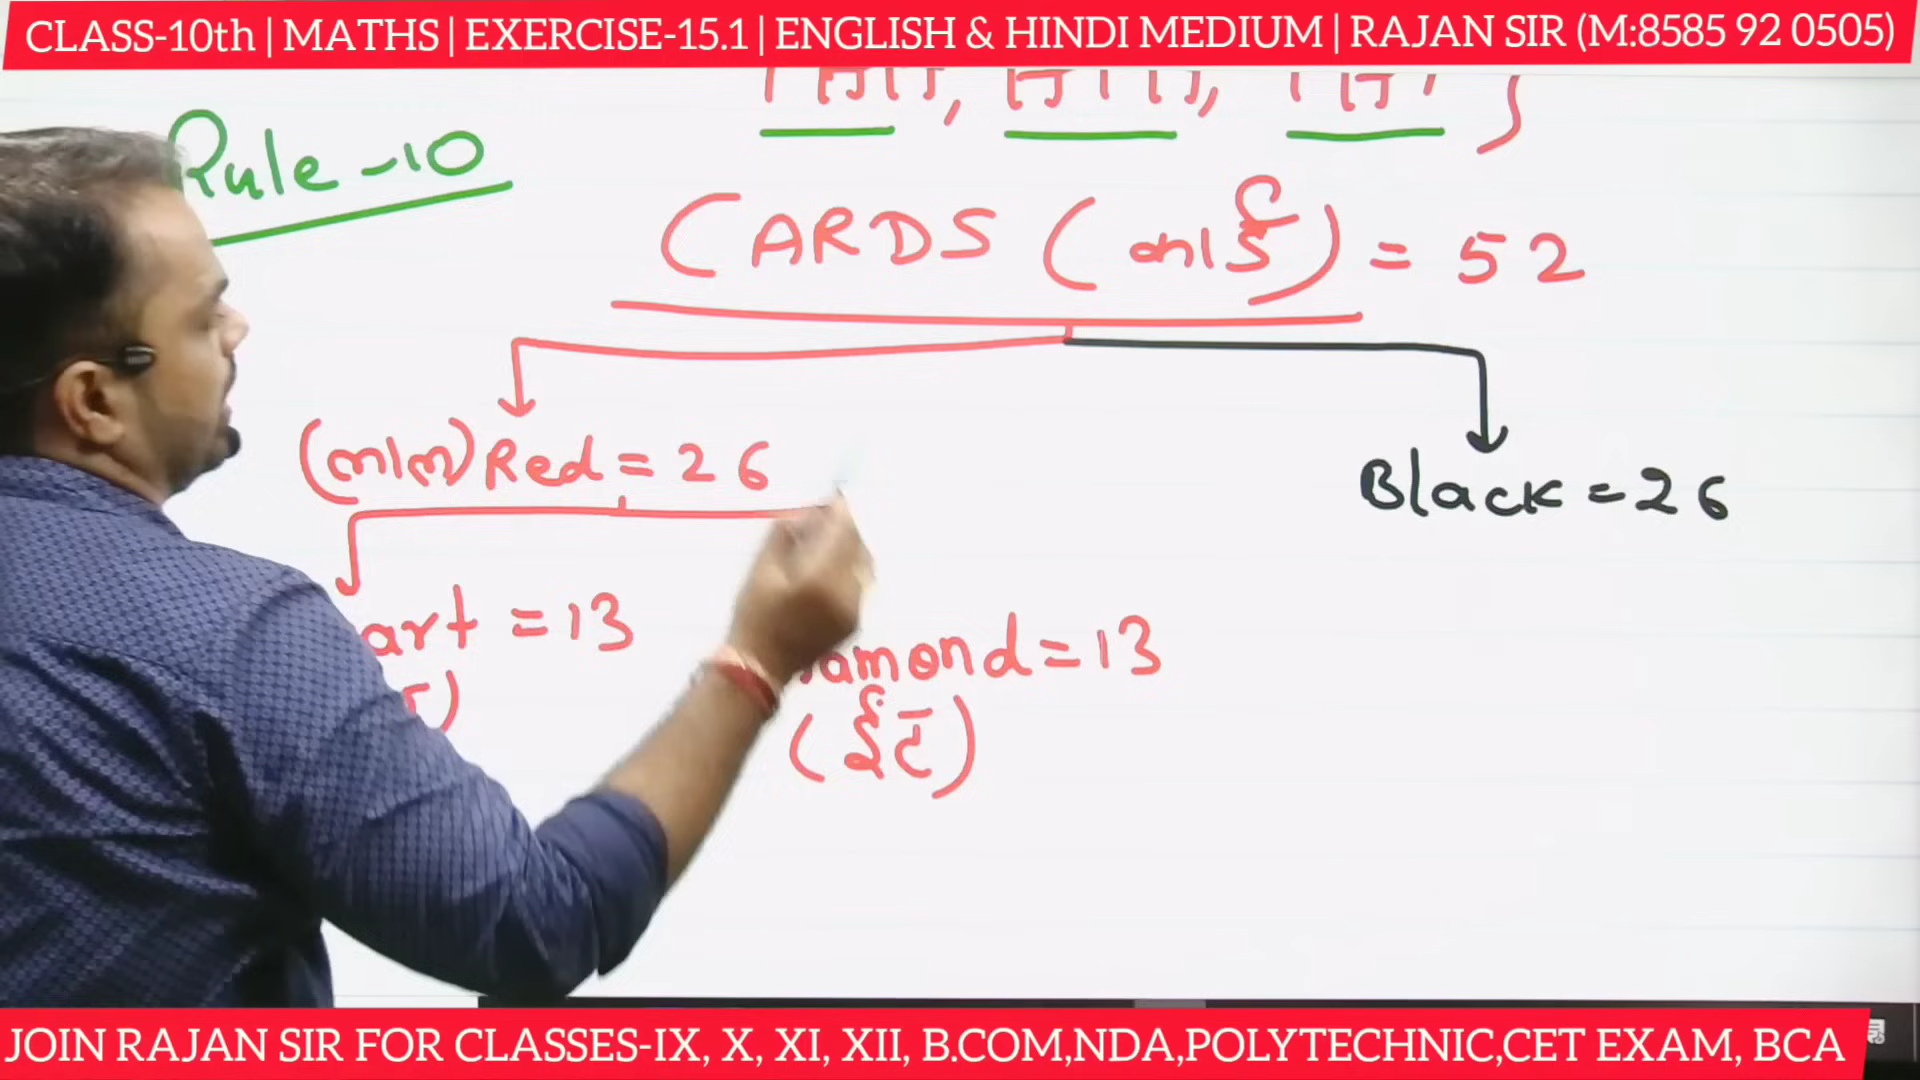 CLASS-10th | MATHS | EXERCISE-15.1 | ENGLISH & HINDI MEDIUM | RAJAN SIR (M:8585 92 0505)
Rule-10
CARDS ( ) = 52
(लाल) Red = 26
Black = 26
art = 13
amond = 13
(ईंट)
JOIN RAJAN SIR FOR CLASSES-IX, X, XI, XII, B.COM,NDA,POLYTECHNIC,CET EXAM, BCA